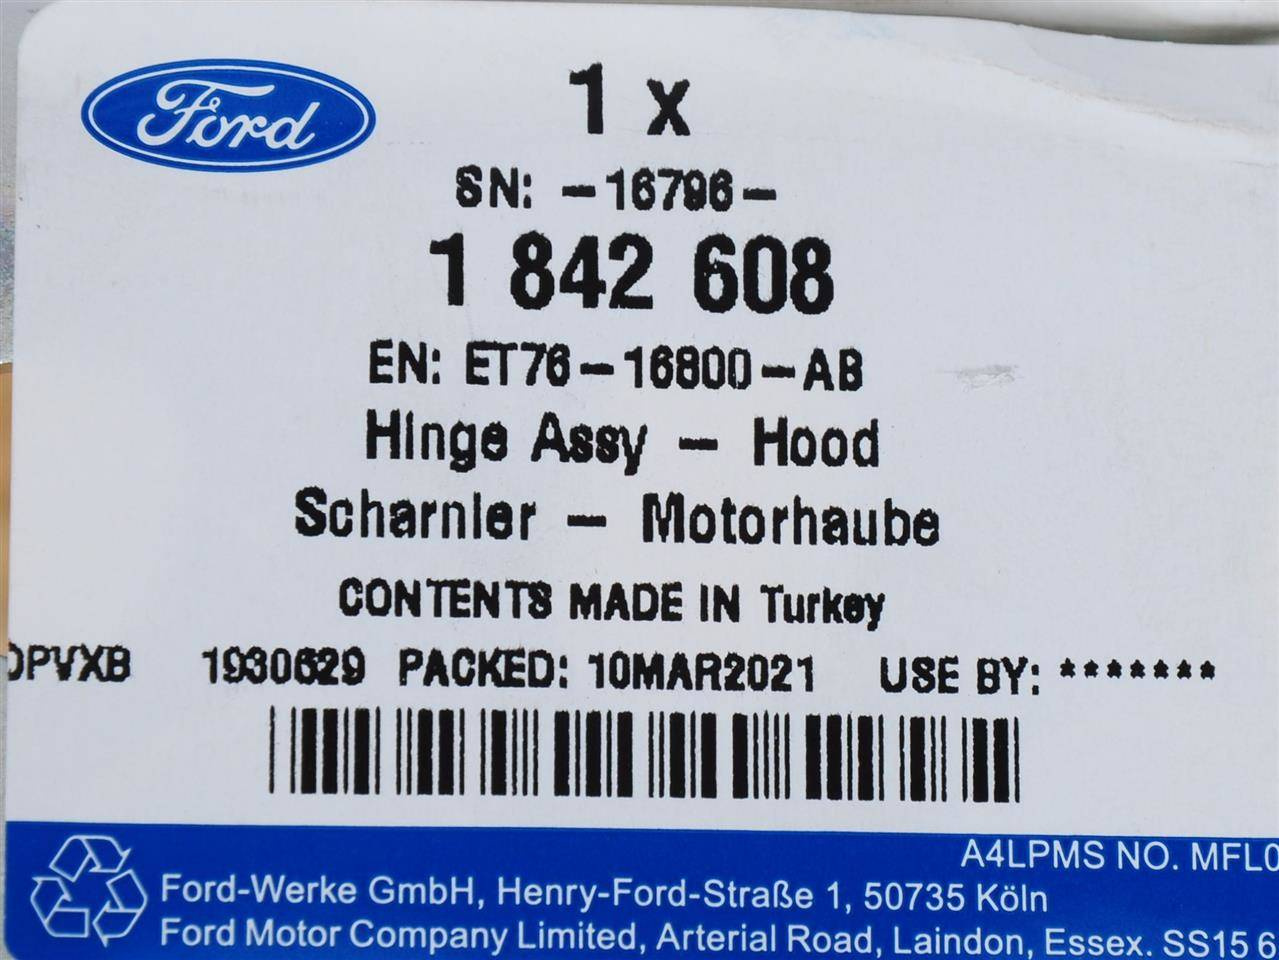 Ford
1 x
SN: -16796-
1 842 608
EN: ET76-16800-AB
Hinge Assy - Hood
Scharnier - Motorhaube
CONTENTS MADE IN Turkey
OPVXB 1930629 PACKED: 10MAR2021 USE BY: *******
A4LPMS NO. MFL0
Ford-Werke GmbH, Henry-Ford-Straße 1, 50735 Köln
Ford Motor Company Limited, Arterial Road, Laindon, Essex. SS15 6